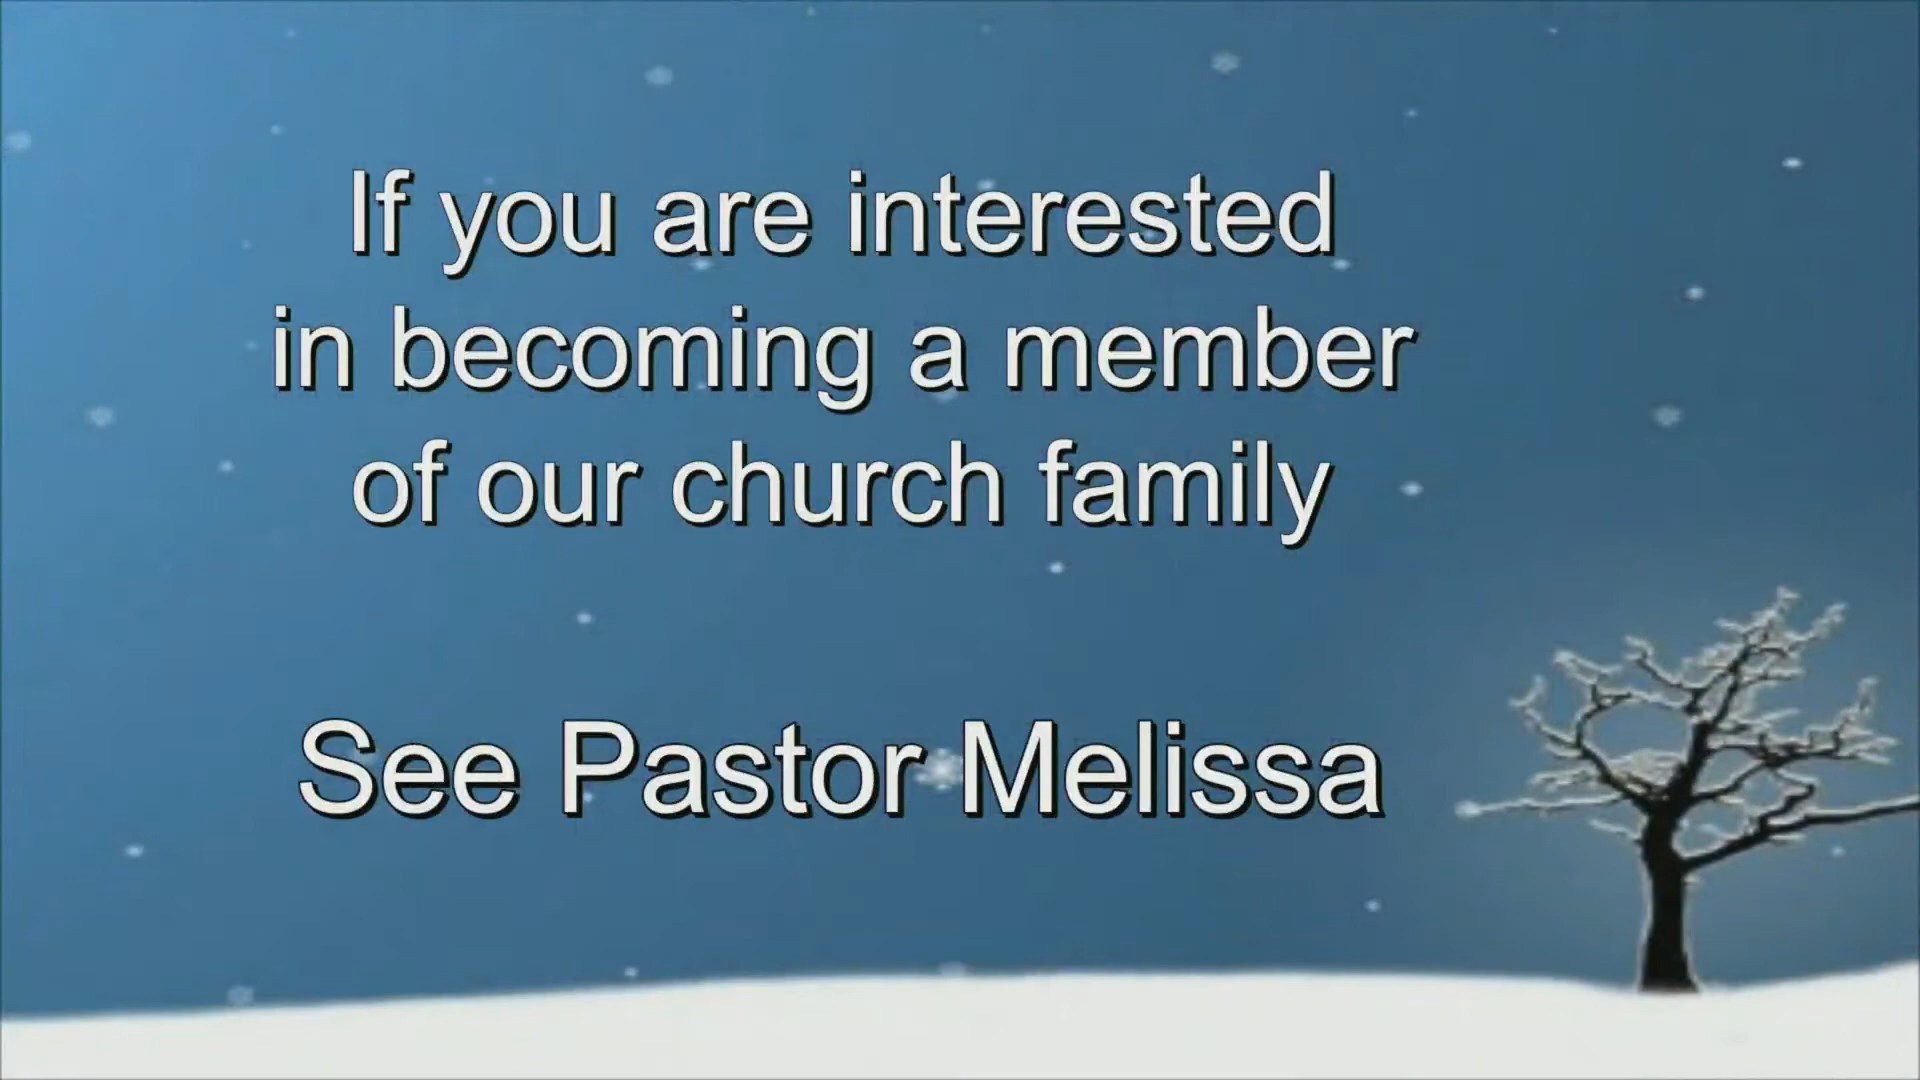 If you are interested
in becoming a member
of our church family
See Pastor Melissa